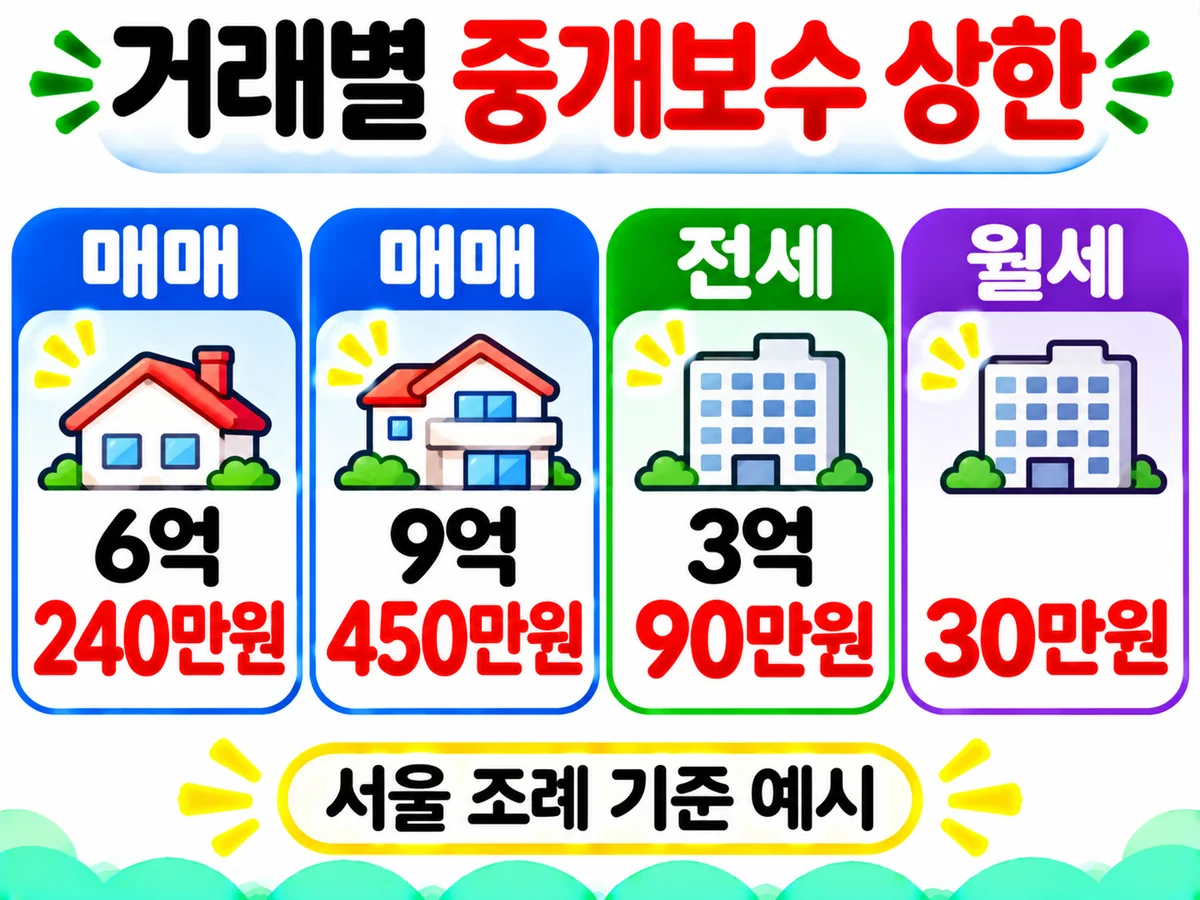 거래별 중개보수 상한
매매
6억
240만원
매매
9억
450만원
전세
3억
90만원
월세
30만원
서울 조례 기준 예시